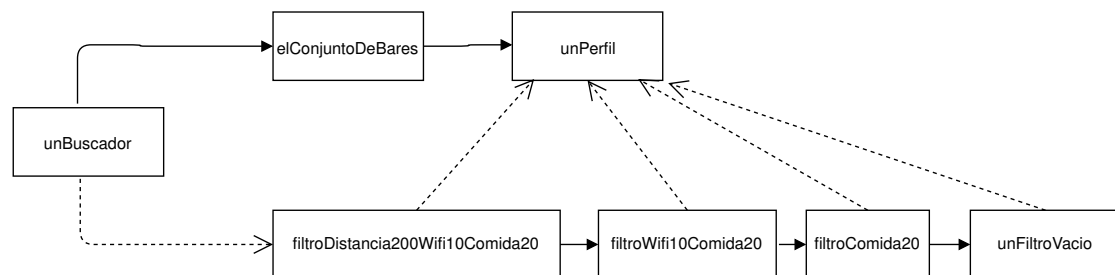 elConjuntoDeBares
unPerfil
unBuscador
filtroDistancia200Wifi10Comida20
filtroWifi10Comida20
filtroComida20
unFiltroVacio